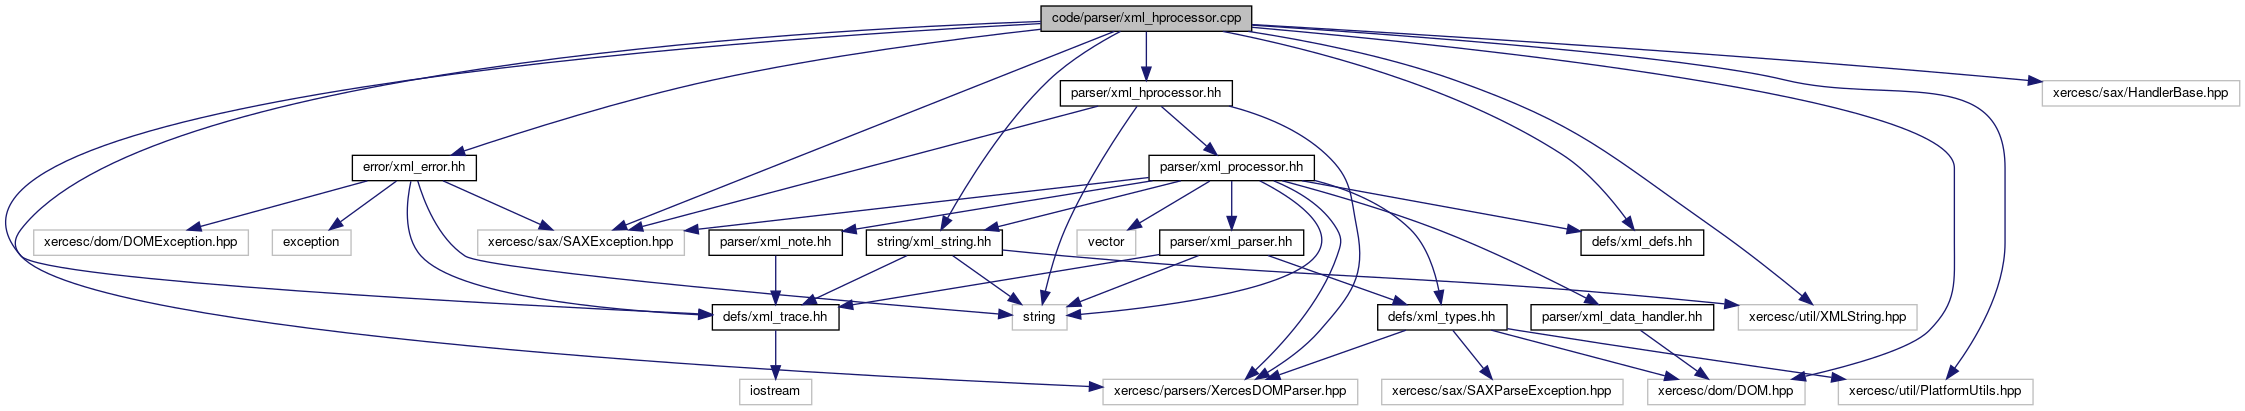 code/parser/xml_hprocessor.cpp
parser/xml_hprocessor.hh
xercesc/sax/HandlerBase.hpp
error/xml_error.hh
parser/xml_processor.hh
xercesc/dom/DOMException.hpp
exception
xercesc/sax/SAXException.hpp
parser/xml_note.hh
string/xml_string.hh
vector
parser/xml_parser.hh
defs/xml_defs.hh
defs/xml_trace.hh
string
defs/xml_types.hh
parser/xml_data_handler.hh
xercesc/util/XMLString.hpp
iostream
xercesc/parsers/XercesDOMParser.hpp
xercesc/sax/SAXParseException.hpp
xercesc/dom/DOM.hpp
xercesc/util/PlatformUtils.hpp